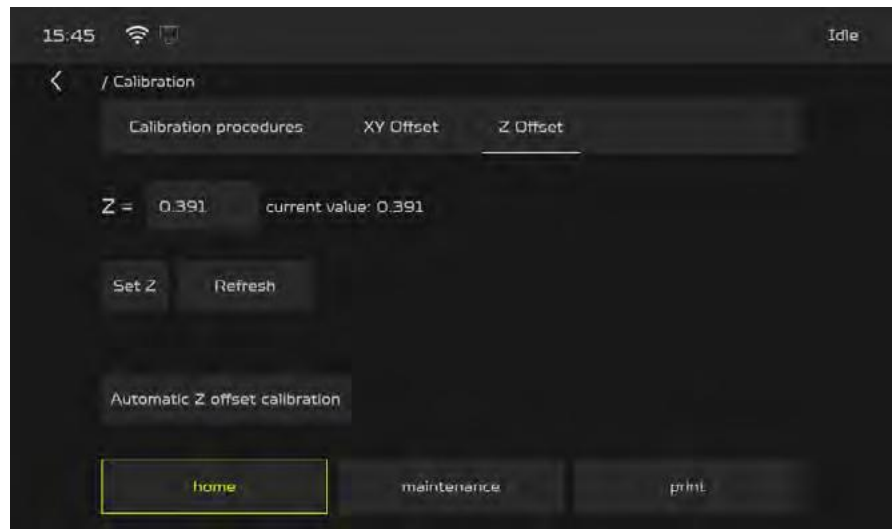 15:45 Idle
/ Calibration
Calibration procedures XY Offset Z Offset
Z = 0.391 current value: 0.391
Set Z Refresh
Automatic Z offset calibration
home maintenance print